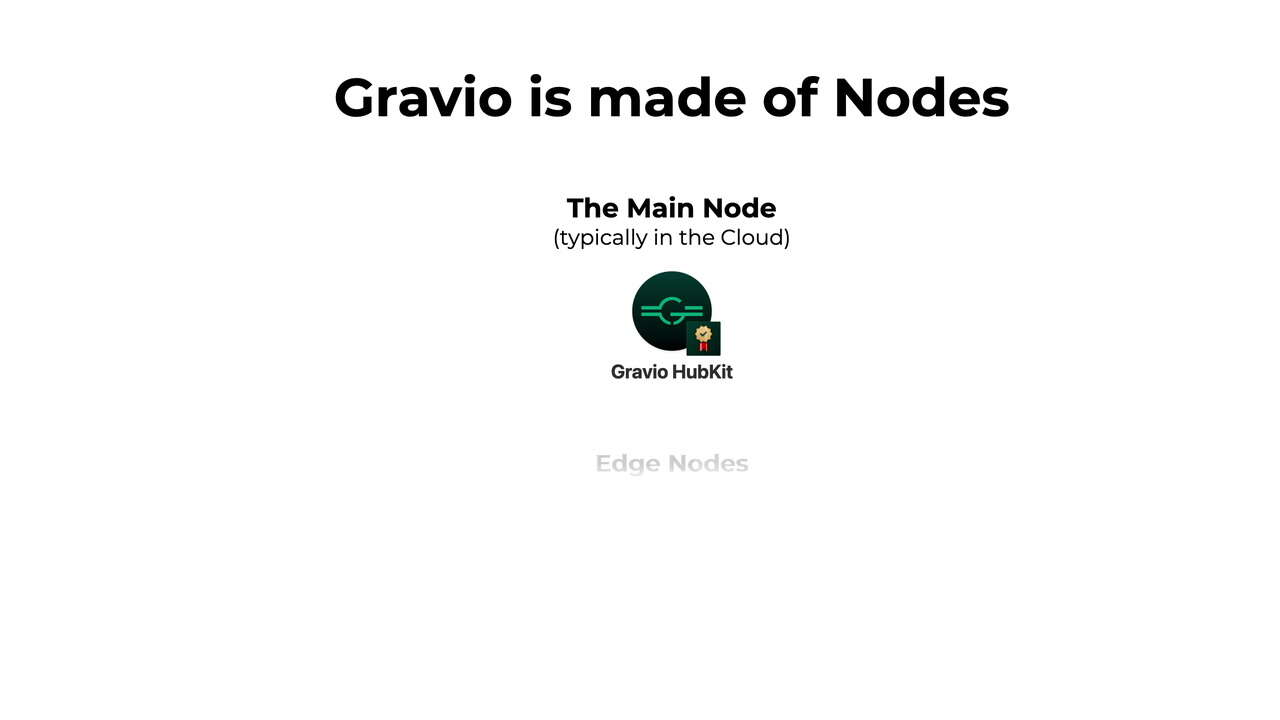 Gravio is made of Nodes
The Main Node
(typically in the Cloud)
Gravio HubKit
Edge Nodes